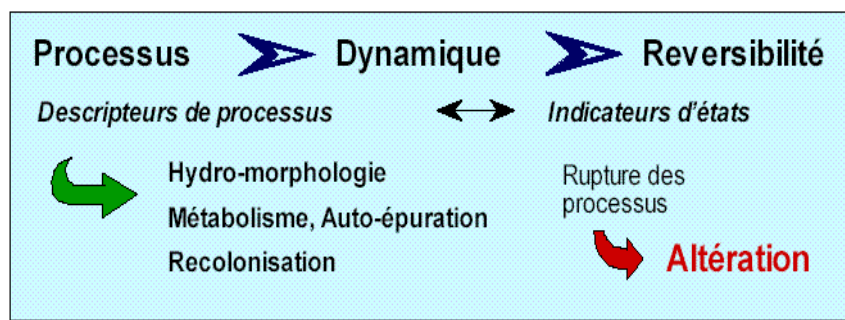 Processus Dynamique Reversibilité
Descripteurs de processus Indicateurs d'états
Hydro-morphologie
Métabolisme, Auto-épuration
Recolonisation
Rupture des
processus
Altération